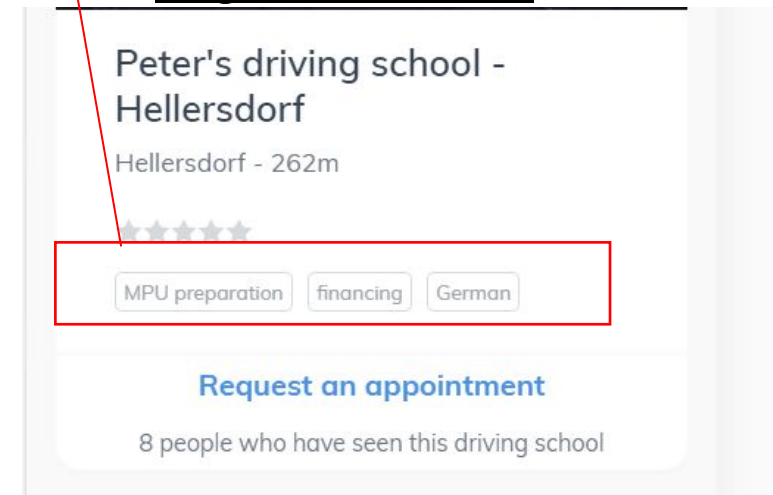 Peter's driving school -
Hellersdorf
Hellersdorf - 262m
MPU preparation financing German
Request an appointment
8 people who have seen this driving school